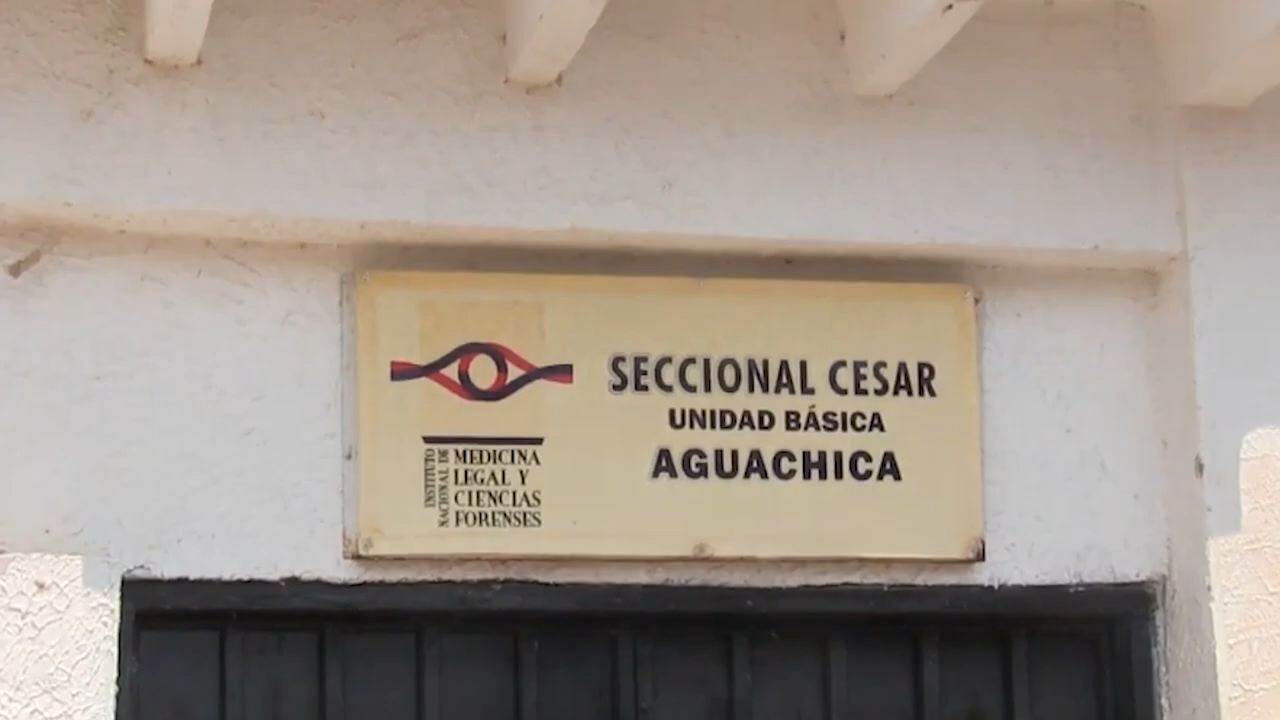 SECCIONAL CESAR
UNIDAD BÁSICA
AGUACHICA
INSTITUTO
NACIONAL DE
MEDICINA
LEGAL Y
CIENCIAS
FORENSES